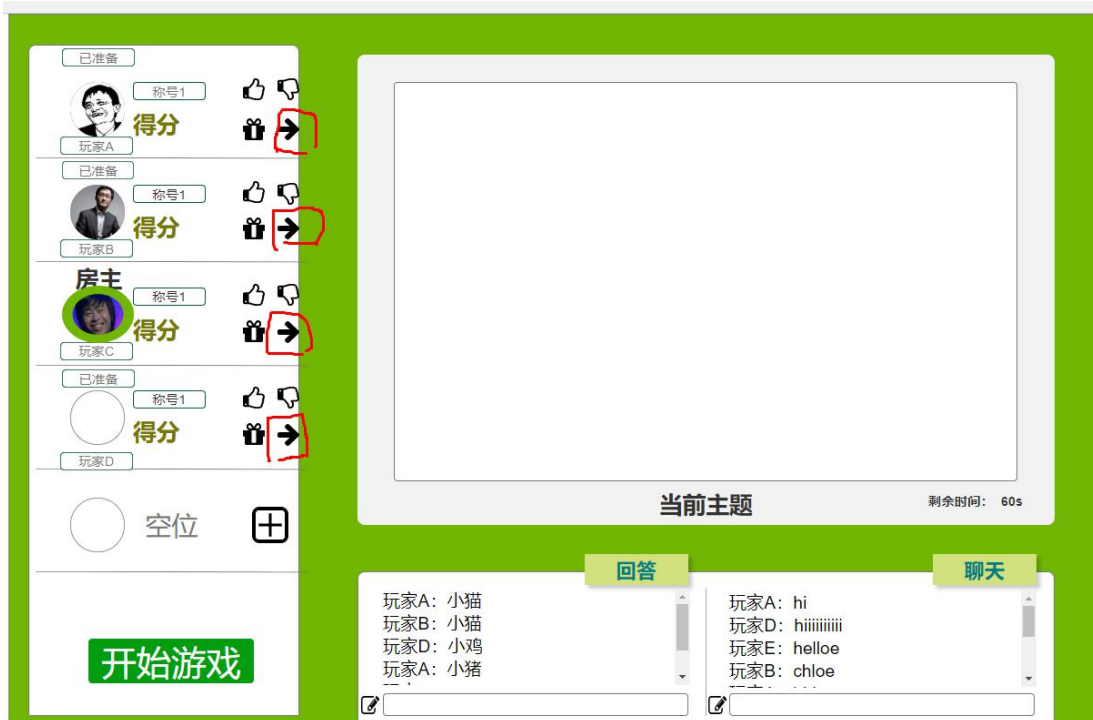 已准备
称号1
得分
玩家A
已准备
称号1
得分
玩家B
房主
称号1
得分
玩家C
已准备
称号1
得分
玩家D
空位
开始游戏
当前主题
剩余时间： 60s
回答
玩家A：小猫
玩家B：小猫
玩家D：小鸡
玩家A：小猪
聊天
玩家A：hi
玩家D：hiiiiiiiiii
玩家E：helloe
玩家B：chloe